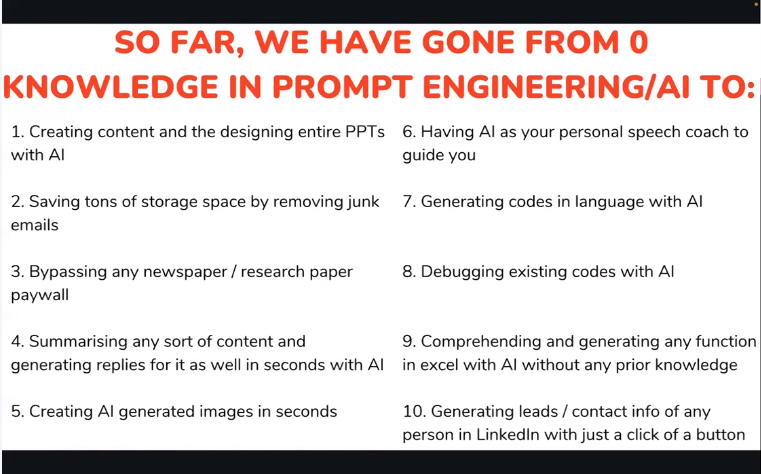 SO FAR, WE HAVE GONE FROM 0
KNOWLEDGE IN PROMPT ENGINEERING/AI TO:
1. Creating content and the designing entire PPTs
with AI
2. Saving tons of storage space by removing junk
emails
3. Bypassing any newspaper / research paper
paywall
4. Summarising any sort of content and
generating replies for it as well in seconds with AI
5. Creating AI generated images in seconds
6. Having AI as your personal speech coach to
guide you
7. Generating codes in language with AI
8. Debugging existing codes with AI
9. Comprehending and generating any function
in excel with AI without any prior knowledge
10. Generating leads / contact info of any
person in LinkedIn with just a click of a button